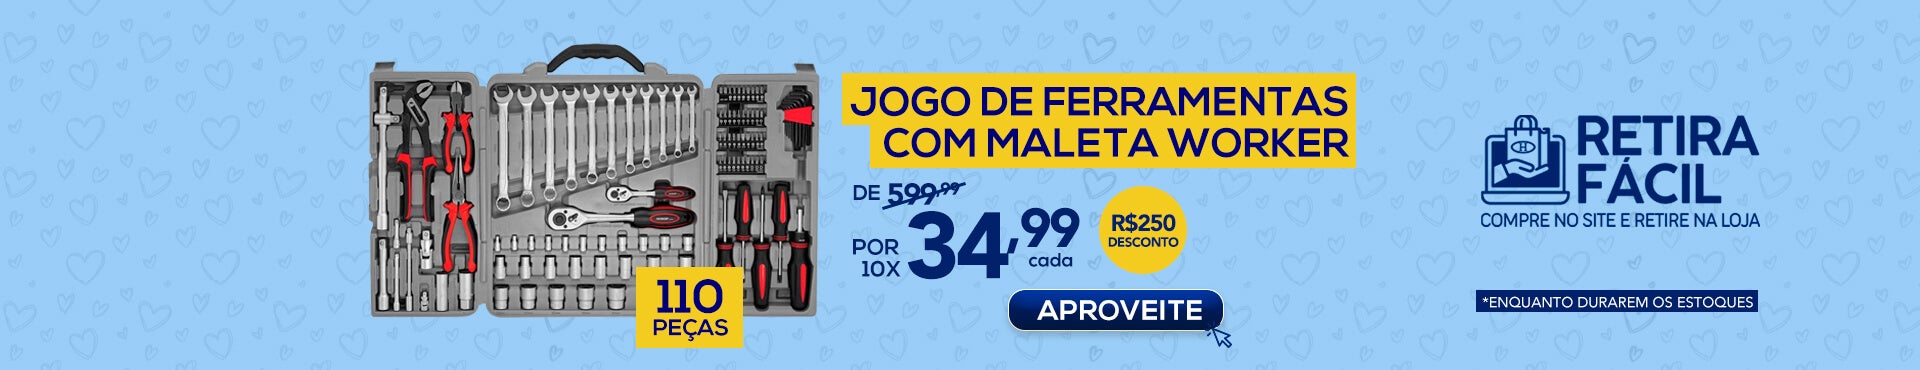 110
PEÇAS
JOGO DE FERRAMENTAS
COM MALETA WORKER
DE 599,99
POR
10X
34,99
cada
R$250
DESCONTO
APROVEITE
RETIRA
FÁCIL
COMPRE NO SITE E RETIRE NA LOJA
*ENQUANTO DURAREM OS ESTOQUES